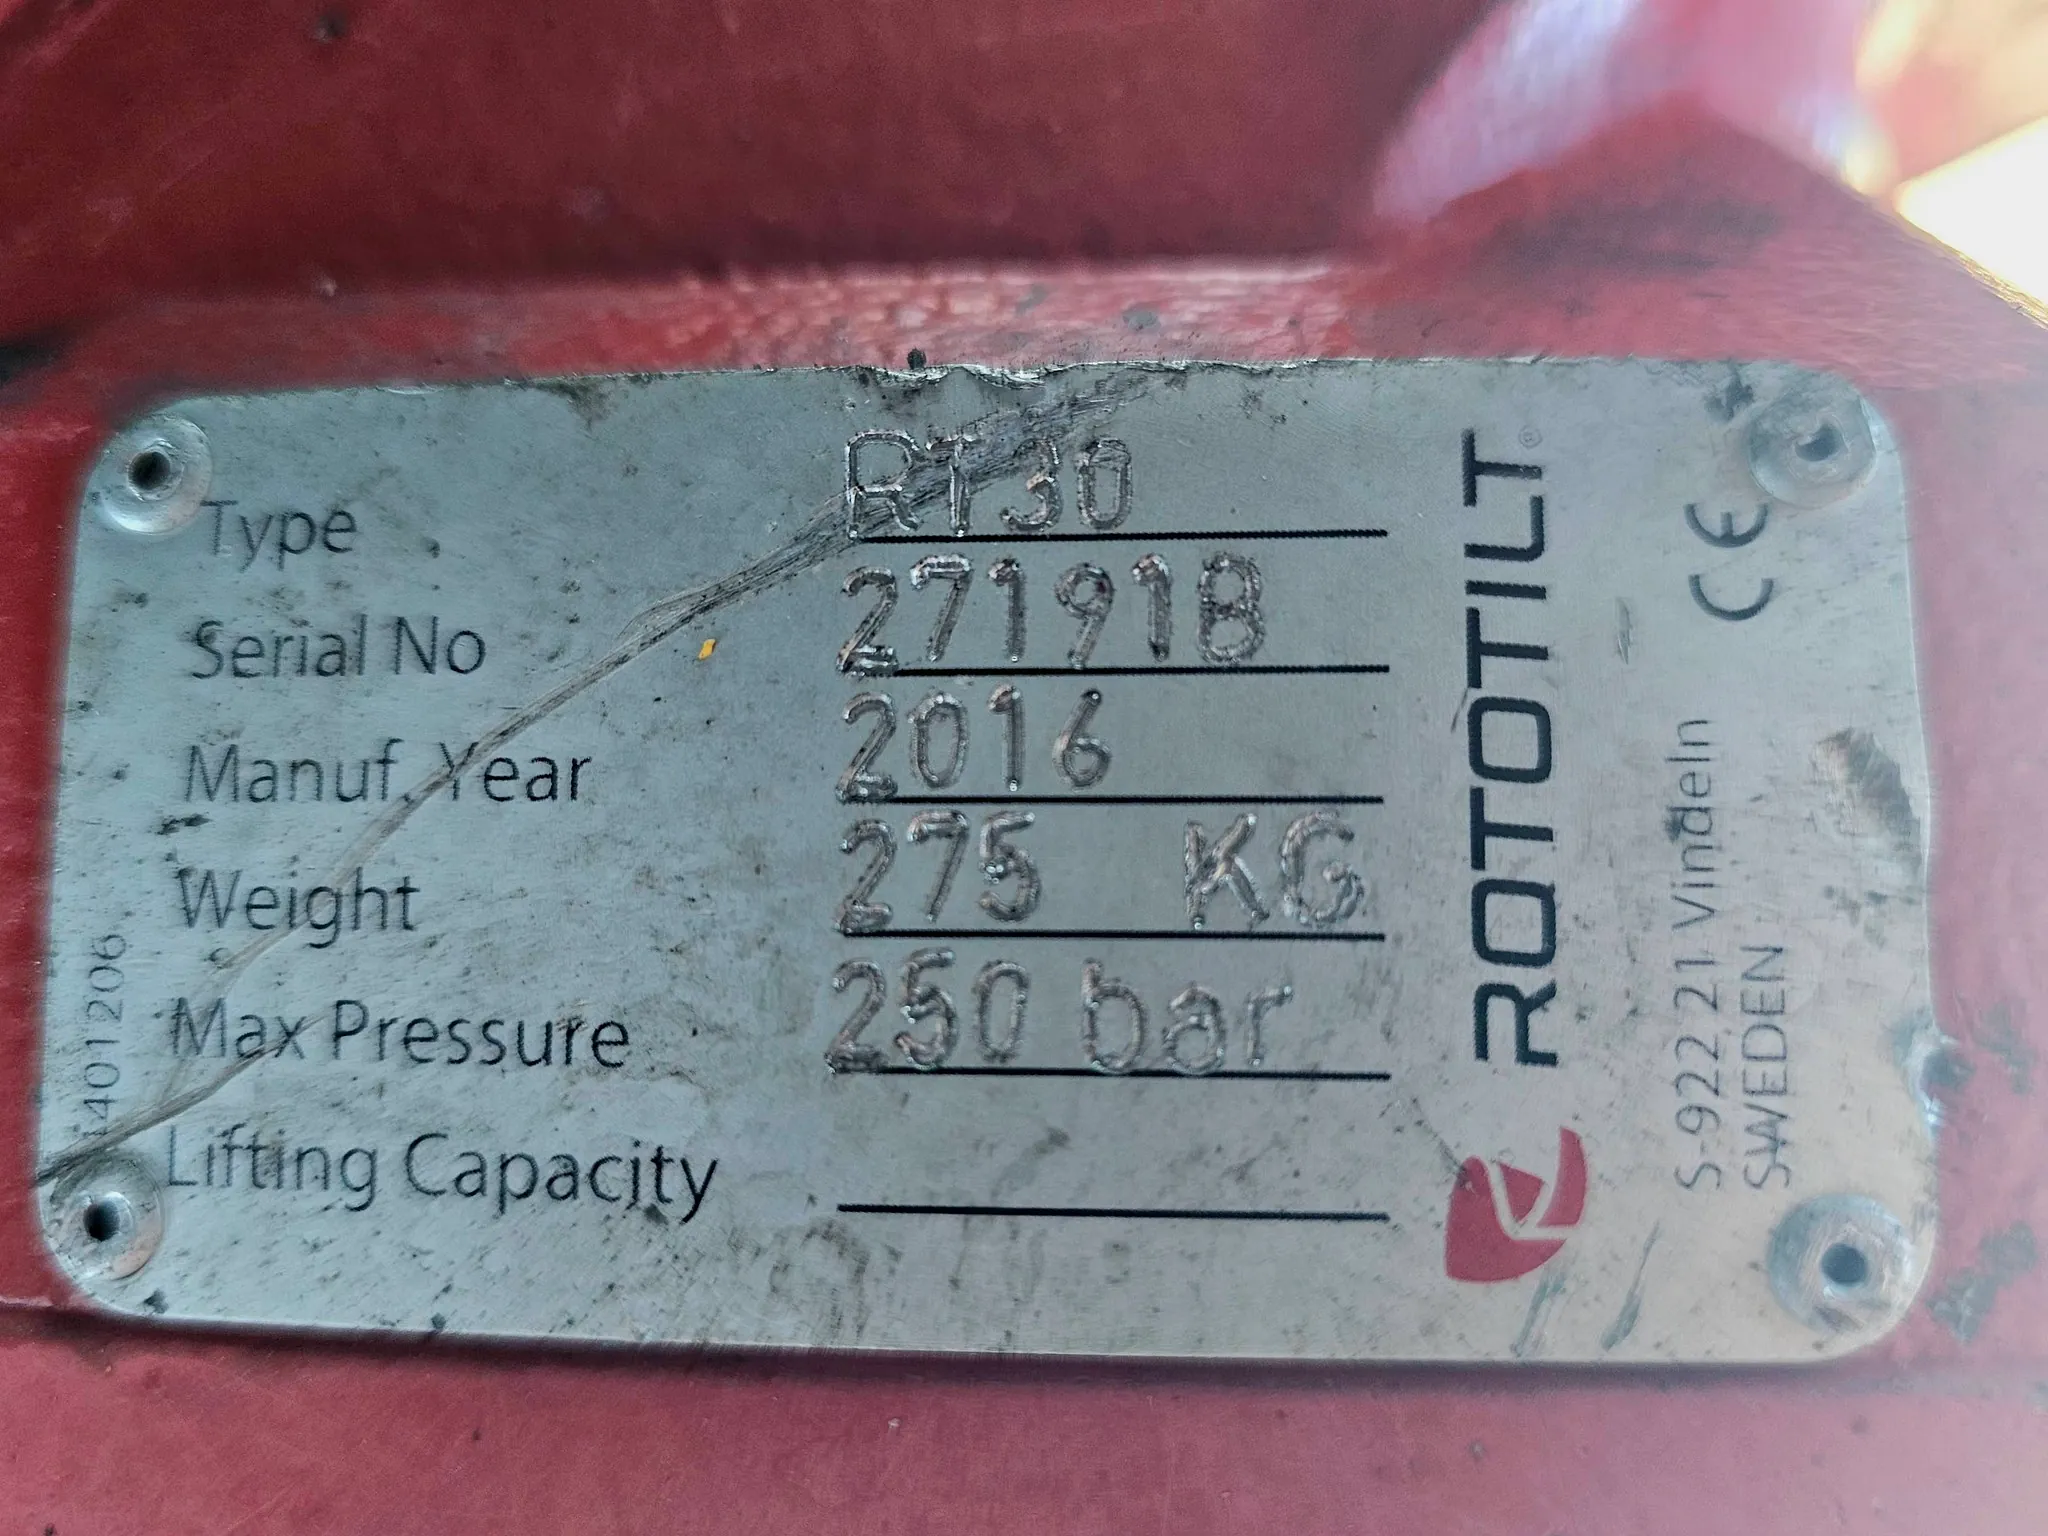 Type RT30
Serial No 271918
Manuf. Year 2016
Weight 275 KG
Max Pressure 250 bar
Lifting Capacity
ROTOTILT®
CE
S-922 21 Vindeln
SWEDEN